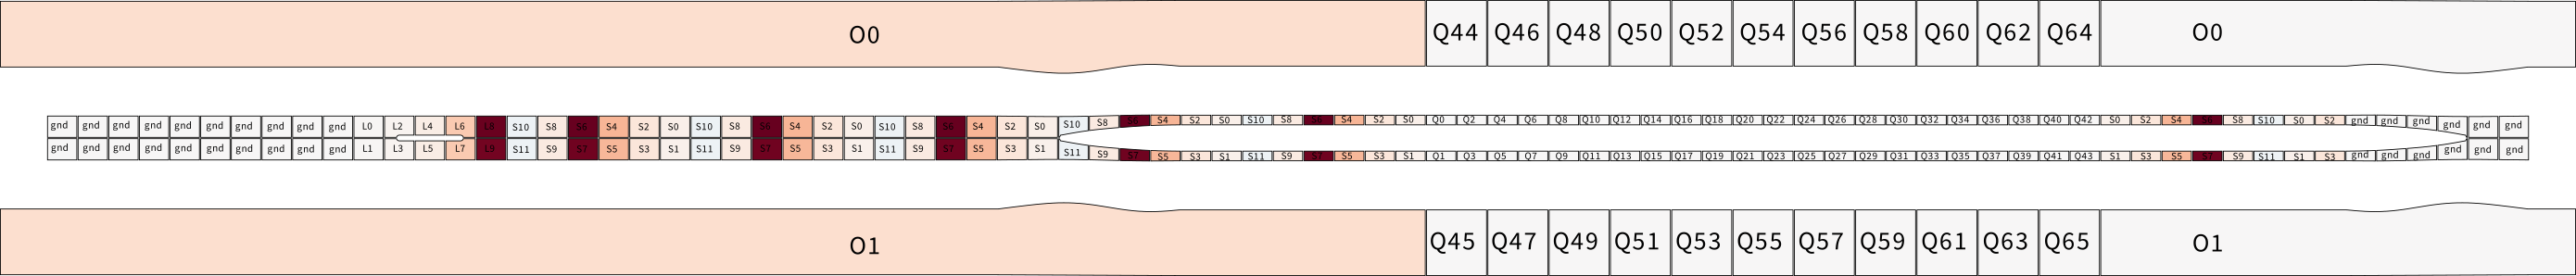 O0 Q44 Q46 Q48 Q50 Q52 Q54 Q56 Q58 Q60 Q62 Q64 O0
gnd gnd gnd gnd gnd gnd gnd gnd gnd gnd L0 L2 L4 L6 L8 S10 S8 S6 S4 S2 S0 S10 S8 S6 S4 S2 S0 S10 S8 S6 S4 S2 S0 S10 S8 S6 S4 S2 S0 S10 S8 S6 S4 S2 S0 Q0 Q2 Q4 Q6 Q8 Q10 Q12 Q14 Q16 Q18 Q20 Q22 Q24 Q26 Q28 Q30 Q32 Q34 Q36 Q38 Q40 Q42 S0 S2 S4 S6 S8 S10 S0 S2 gnd gnd gnd gnd gnd gnd
gnd gnd gnd gnd gnd gnd gnd gnd gnd gnd L1 L3 L5 L7 L9 S11 S9 S7 S5 S3 S1 S11 S9 S7 S5 S3 S1 S11 S9 S7 S5 S3 S1 S11 S9 S7 S5 S3 S1 S11 S9 S7 S5 S3 S1 Q1 Q3 Q5 Q7 Q9 Q11 Q13 Q15 Q17 Q19 Q21 Q23 Q25 Q27 Q29 Q31 Q33 Q35 Q37 Q39 Q41 Q43 S1 S3 S5 S7 S9 S11 S1 S3 gnd gnd gnd gnd gnd gnd
O1 Q45 Q47 Q49 Q51 Q53 Q55 Q57 Q59 Q61 Q63 Q65 O1